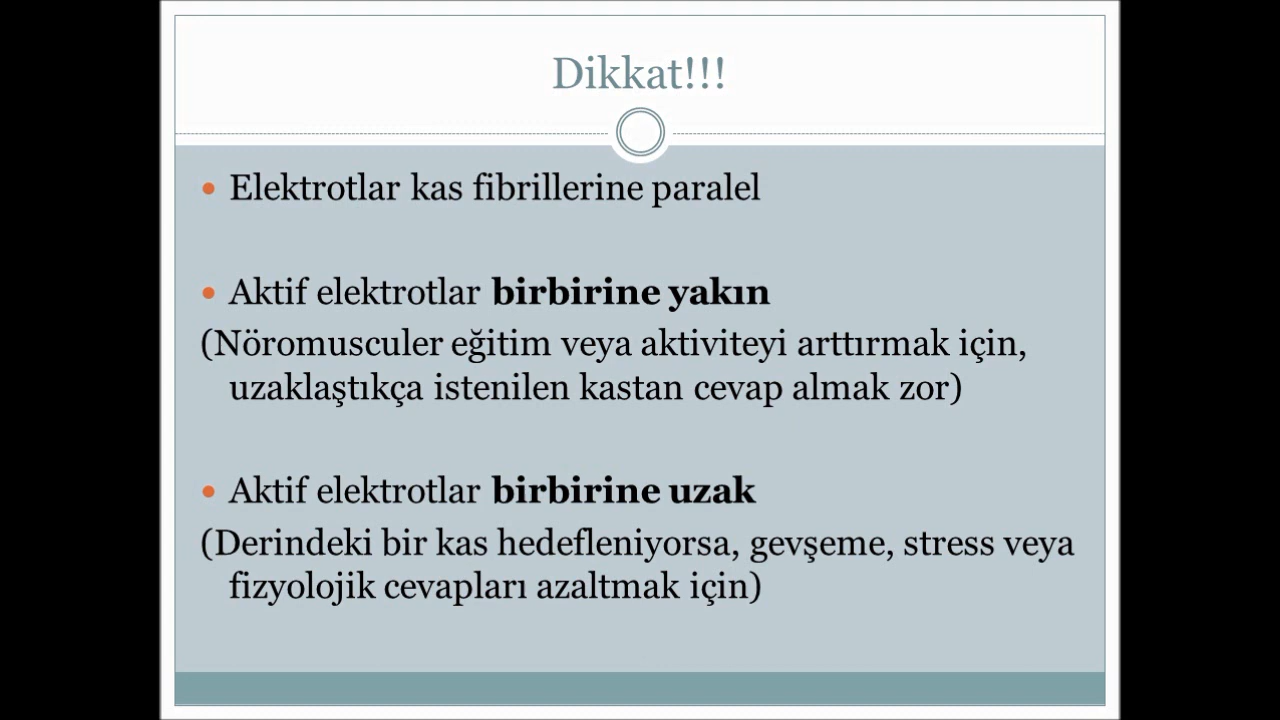 Dikkat!!!
• Elektrotlar kas fibrillerine paralel
• Aktif elektrotlar birbirine yakın
(Nöromusculer eğitim veya aktiviteyi arttırmak için,
uzaklaştıkça istenilen kastan cevap almak zor)
• Aktif elektrotlar birbirine uzak
(Derindeki bir kas hedefleniyorsa, gevşeme, stress veya
fizyolojik cevapları azaltmak için)